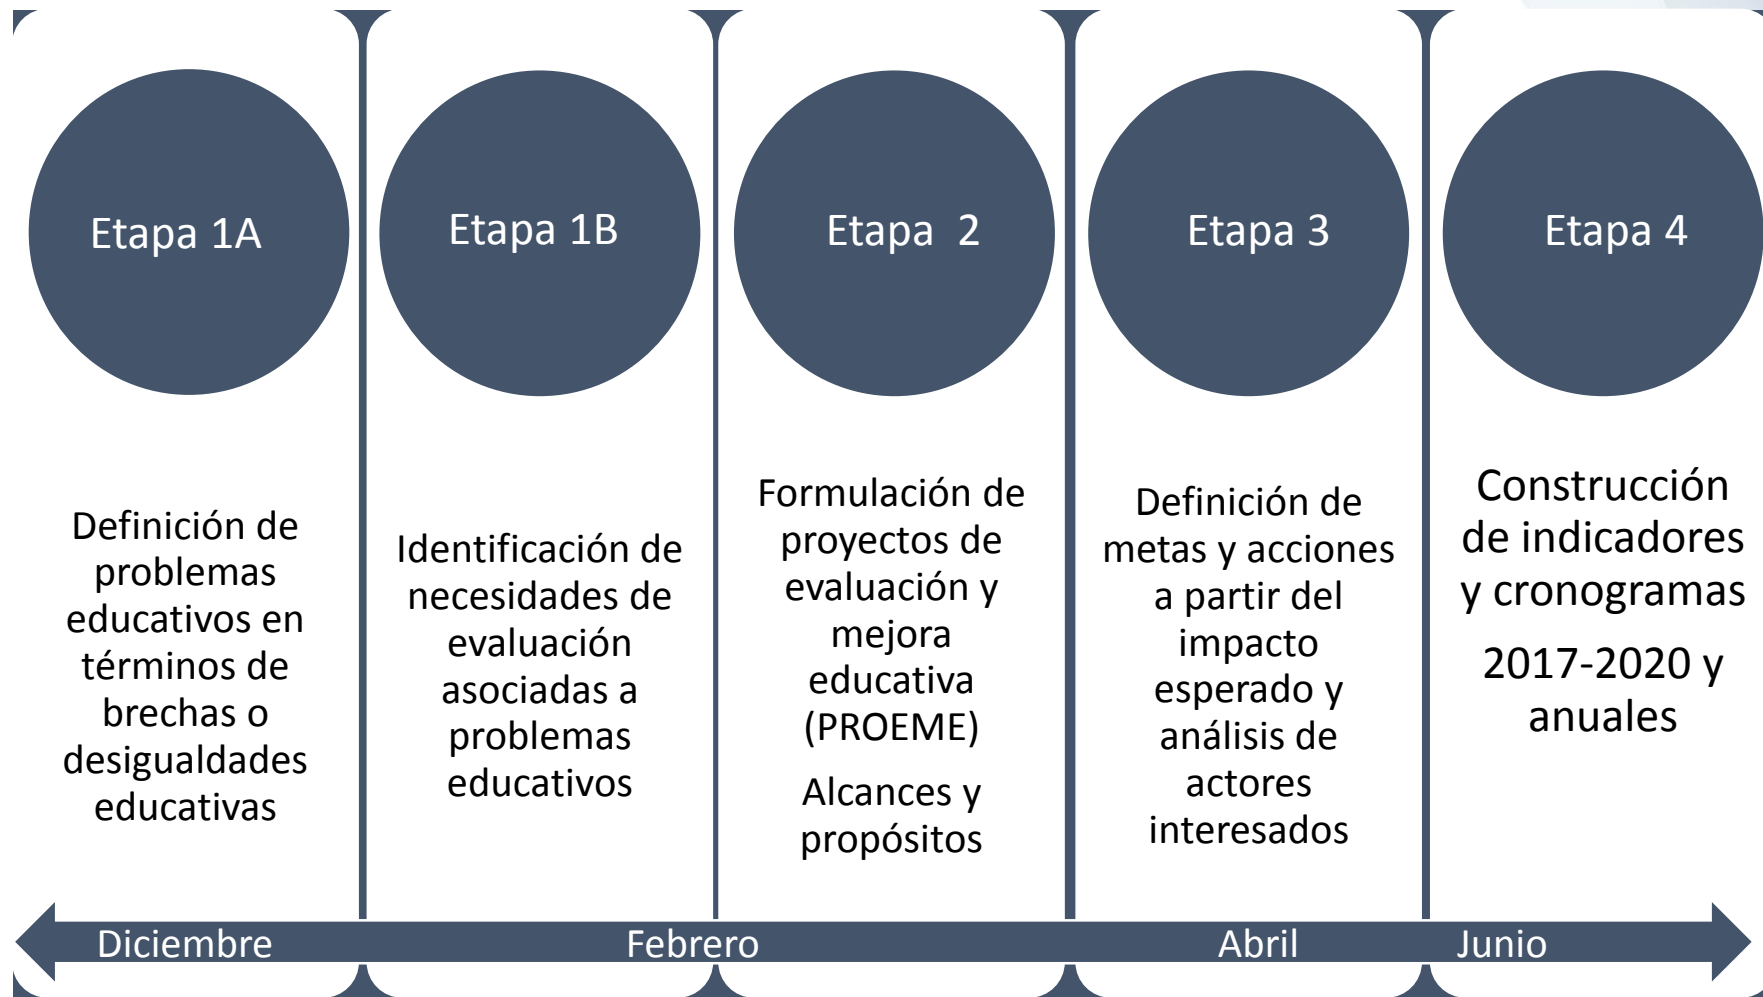 Etapa 1A
Definición de
problemas
educativos en
términos de
brechas o
desigualdades
educativas
Etapa 1B
Identificación de
necesidades de
evaluación
asociadas a
problemas
educativos
Etapa  2
Formulación de
proyectos de
evaluación y
mejora
educativa
(PROEME)
Alcances y
propósitos
Etapa 3
Definición de
metas y acciones
a partir del
impacto
esperado y
análisis de
actores
interesados
Etapa 4
Construcción
de indicadores
y cronogramas
2017-2020 y
anuales
Diciembre
Febrero
Abril
Junio